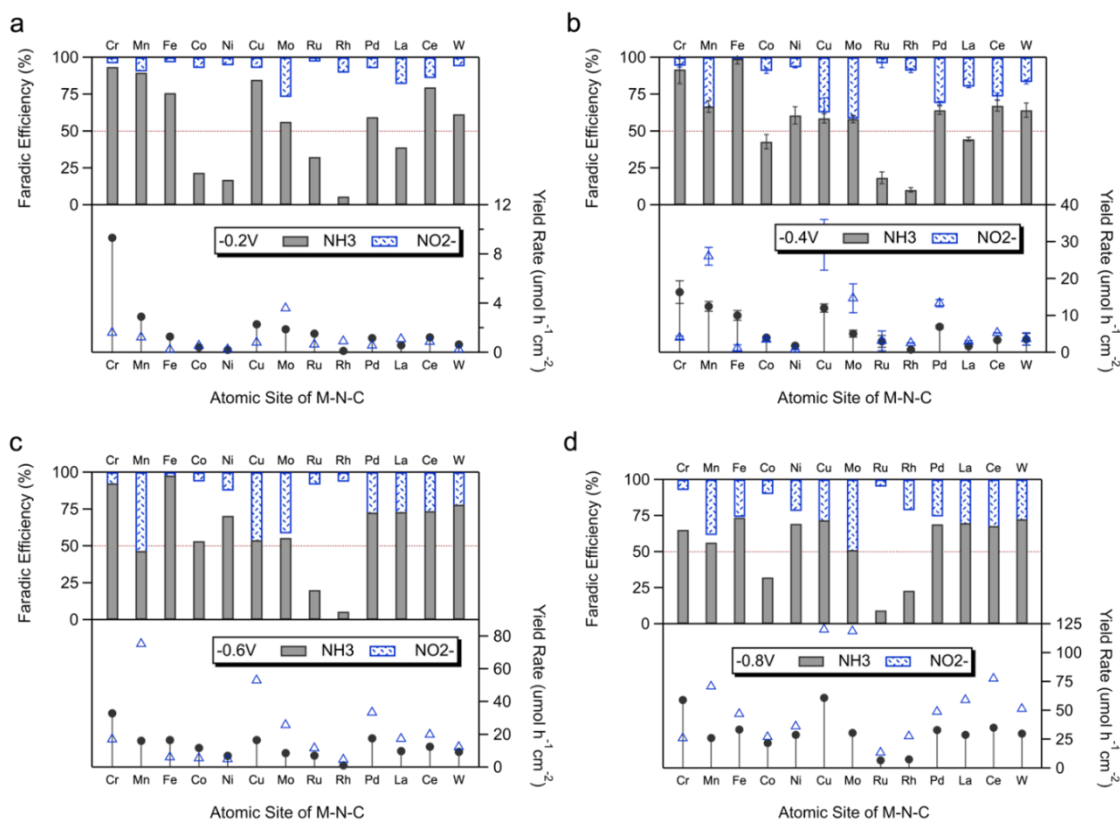 a
Cr Mn Fe Co Ni Cu Mo Ru Rh Pd La Ce W
100
75
50
25
0
Faradic Efficiency (%)
12
8
4
0
Yield Rate (umol h-1 cm-2)
-0.2V NH3 NO2-
Cr Mn Fe Co Ni Cu Mo Ru Rh Pd La Ce W
Atomic Site of M-N-C
b
Cr Mn Fe Co Ni Cu Mo Ru Rh Pd La Ce W
100
75
50
25
0
Faradic Efficiency (%)
40
30
20
10
0
Yield Rate (umol h-1 cm-2)
-0.4V NH3 NO2-
Cr Mn Fe Co Ni Cu Mo Ru Rh Pd La Ce W
Atomic Site of M-N-C
c
Cr Mn Fe Co Ni Cu Mo Ru Rh Pd La Ce W
100
75
50
25
0
Faradic Efficiency (%)
80
60
40
20
0
Yield Rate (umol h-1 cm-2)
-0.6V NH3 NO2-
Cr Mn Fe Co Ni Cu Mo Ru Rh Pd La Ce W
Atomic Site of M-N-C
d
Cr Mn Fe Co Ni Cu Mo Ru Rh Pd La Ce W
100
75
50
25
0
Faradic Efficiency (%)
125
100
75
50
25
0
Yield Rate (umol h-1 cm-2)
-0.8V NH3 NO2-
Cr Mn Fe Co Ni Cu Mo Ru Rh Pd La Ce W
Atomic Site of M-N-C